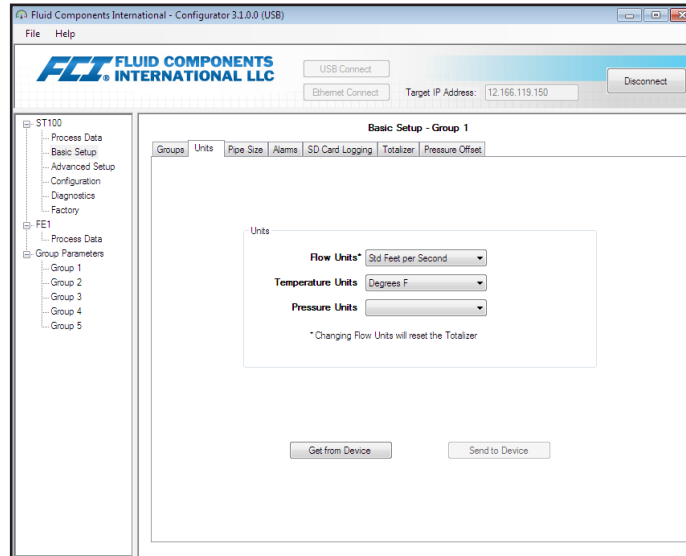 Fluid Components International - Configurator 3.1.0.0 (USB)
File Help
FCI FLUID COMPONENTS
® INTERNATIONAL LLC
USB Connect
Ethernet Connect
Target IP Address: 12.166.119.150
Disconnect
ST100
Process Data
Basic Setup
Advanced Setup
Configuration
Diagnostics
Factory
FE1
Process Data
Group Parameters
Group 1
Group 2
Group 3
Group 4
Group 5
Basic Setup - Group 1
Groups Units Pipe Size Alarms SD Card Logging Totalizer Pressure Offset
Units
Flow Units* Std Feet per Second
Temperature Units Degrees F
Pressure Units
* Changing Flow Units will reset the Totalizer
Get from Device Send to Device